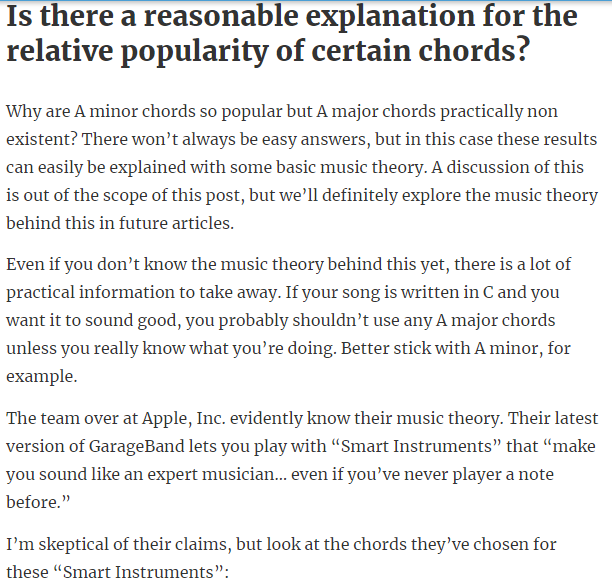 Is there a reasonable explanation for the
relative popularity of certain chords?
Why are A minor chords so popular but A major chords practically non
existent? There won’t always be easy answers, but in this case these results
can easily be explained with some basic music theory. A discussion of this
is out of the scope of this post, but we’ll definitely explore the music theory
behind this in future articles.
Even if you don’t know the music theory behind this yet, there is a lot of
practical information to take away. If your song is written in C and you
want it to sound good, you probably shouldn’t use any A major chords
unless you really know what you’re doing. Better stick with A minor, for
example.
The team over at Apple, Inc. evidently know their music theory. Their latest
version of GarageBand lets you play with “Smart Instruments” that “make
you sound like an expert musician… even if you’ve never player a note
before.”
I’m skeptical of their claims, but look at the chords they’ve chosen for
these “Smart Instruments”: